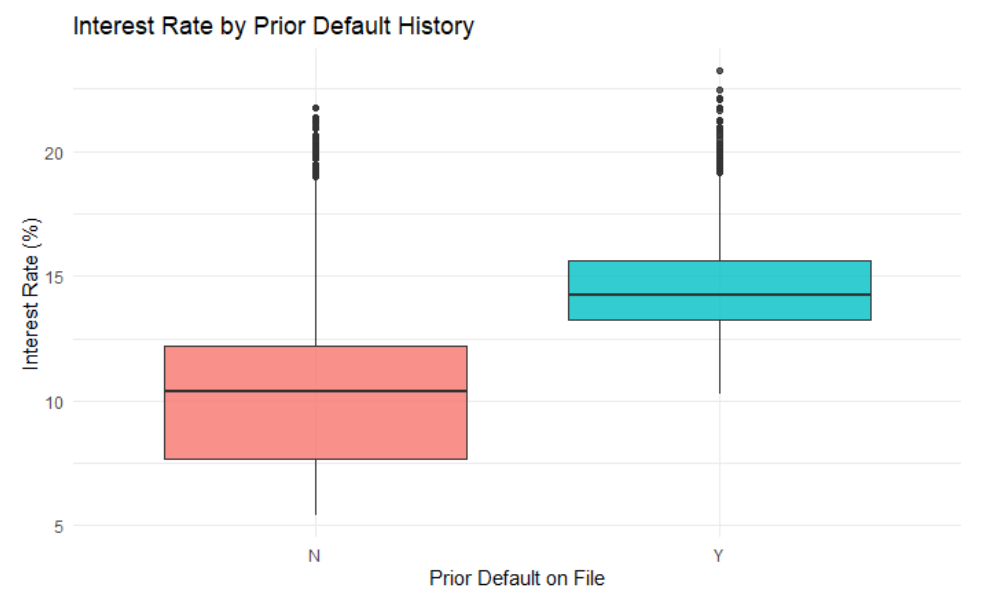 Interest Rate by Prior Default History
Interest Rate (%)
20
15
10
5
N
Y
Prior Default on File